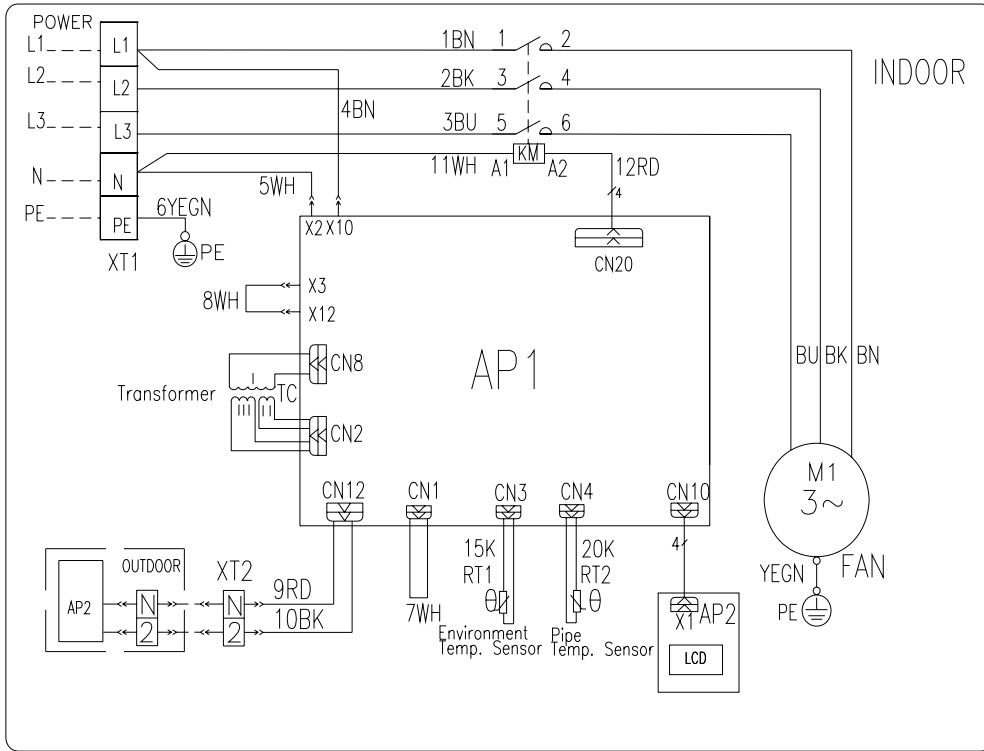 POWER
L1
L2
L3
N
PE
L1
L2
L3
N
PE
XT1
1BN 1 2
2BK 3 4
3BU 5 6
4BN
11WH A1 KM A2
12RD
4
5WH
6YEGN
PE
INDOOR
X2 X10
CN20
X3
8WH
X12
CN8
AP1
Transformer I TC
III II
CN2
BU BK BN
M1
3~
FAN
YEGN
PE
CN12 CN1 CN3 CN4 CN10
15K 20K
RT1 RT2
θ θ
4
7WH
Environment Temp. Sensor
Pipe Temp. Sensor
X1 AP2
LCD
OUTDOOR
XT2
AP2
N N 9RD
2 2 10BK